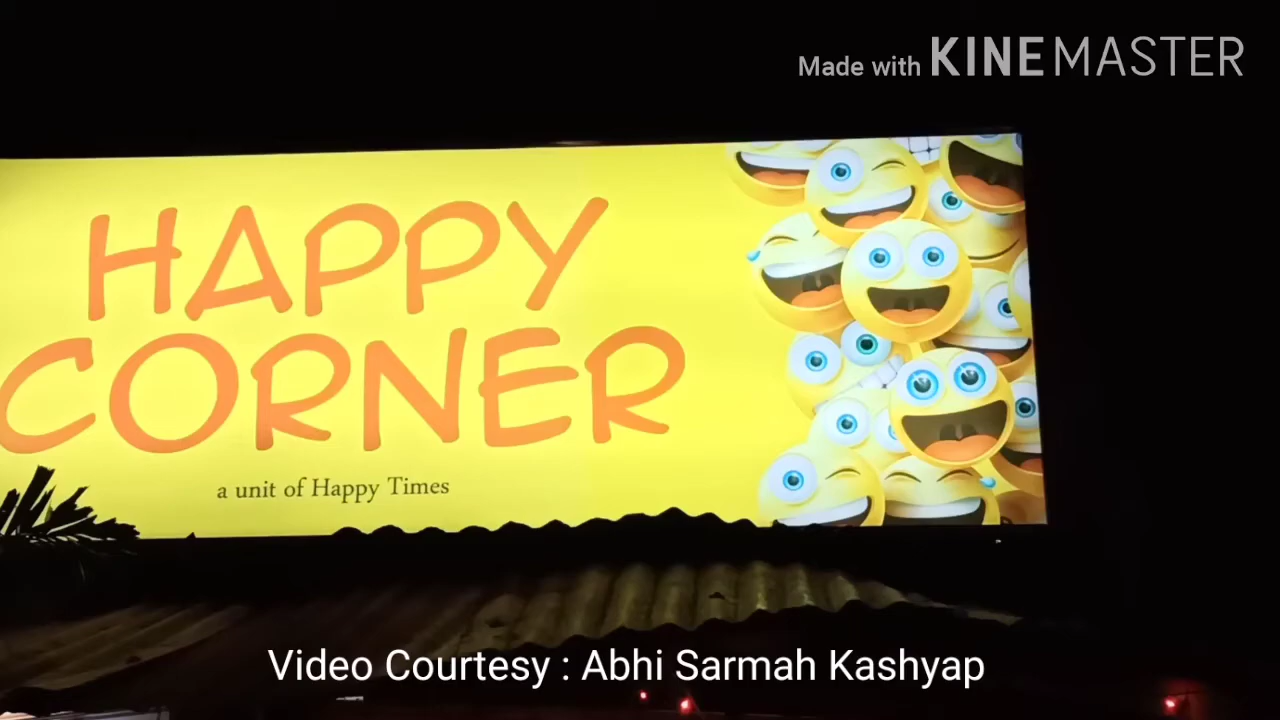 Made with KINEMASTER
HAPPY
CORNER
a unit of Happy Times
Video Courtesy : Abhi Sarmah Kashyap